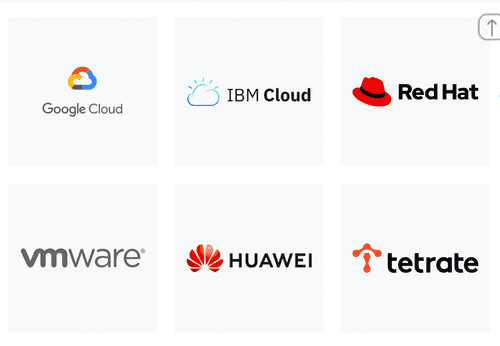 Google Cloud
IBM Cloud
Red Hat
vmware®
HUAWEI
tetrate